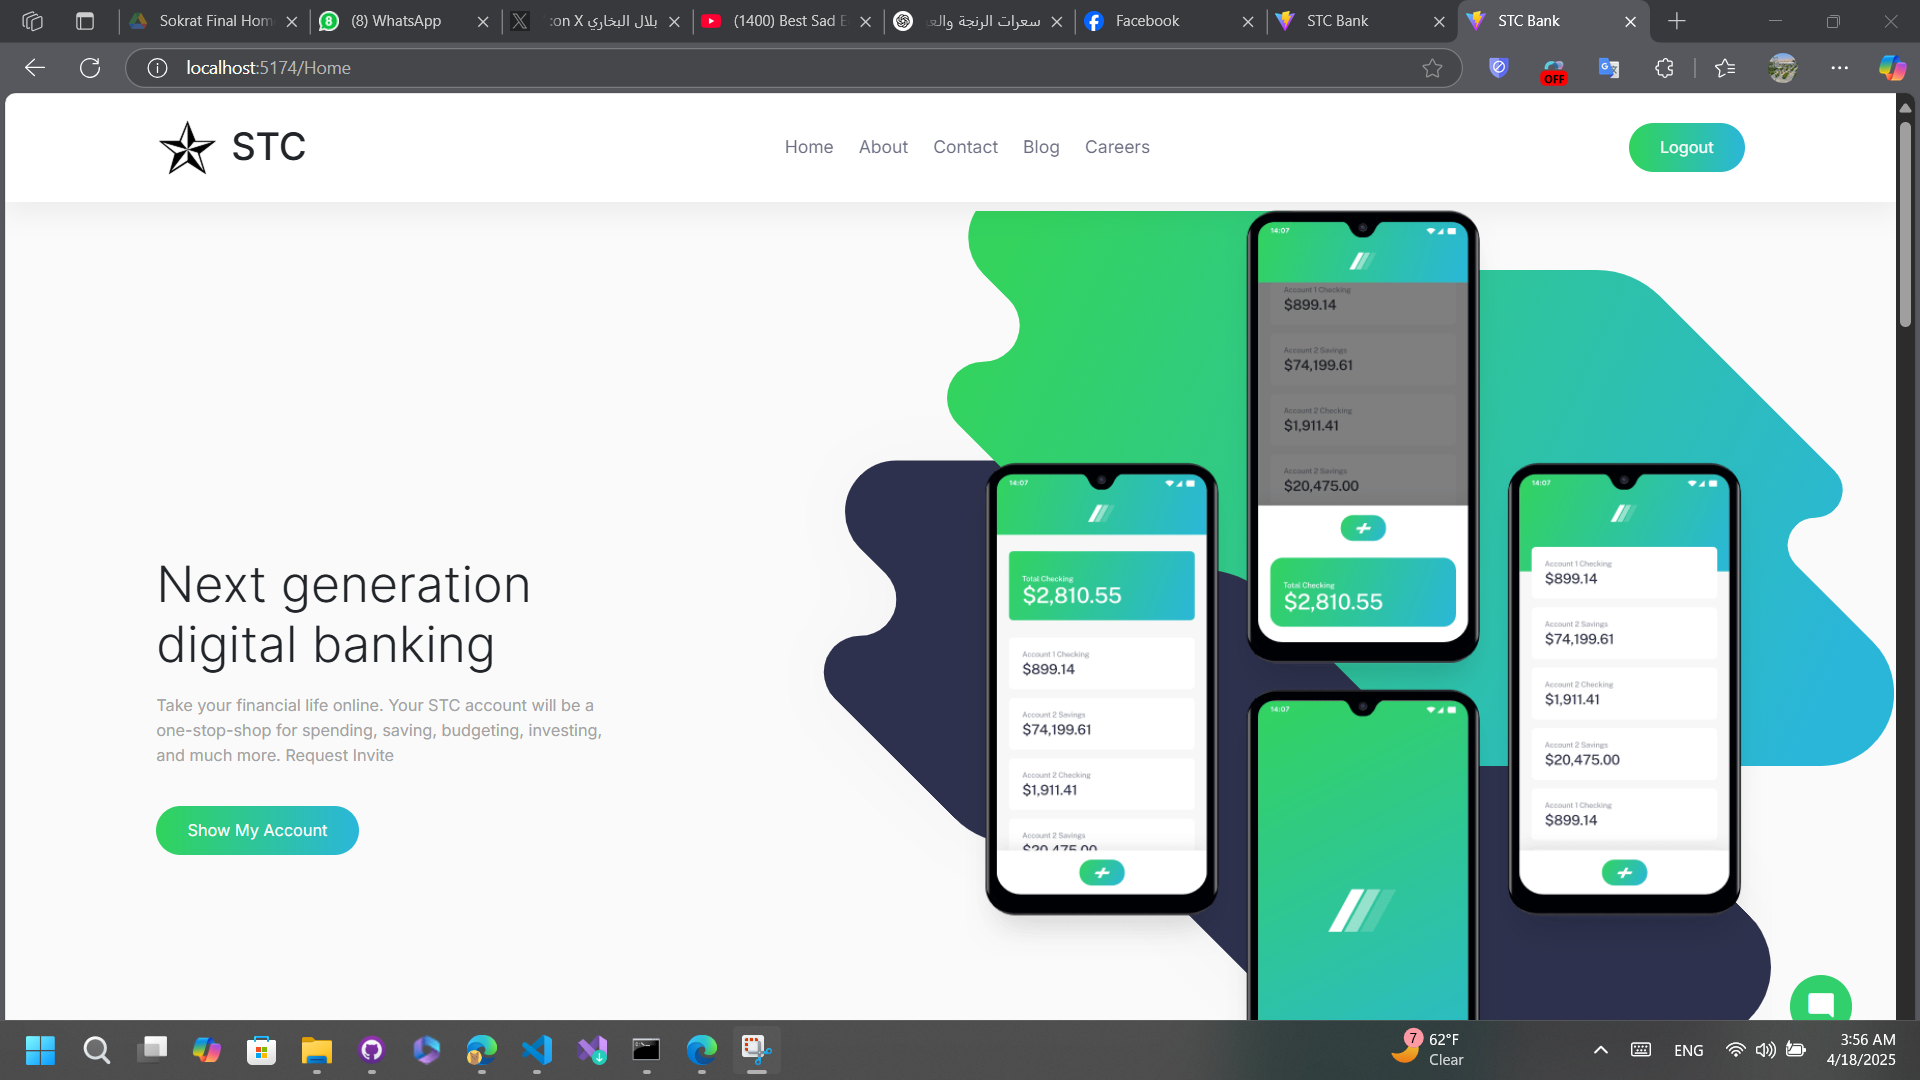 Sokrat Final Hom
(8) WhatsApp
بلال البخاري on X:
(1400) Best Sad E
سعرات الرنجة والع
Facebook
STC Bank
STC Bank
localhost:5174/Home
OFF
STC
Home
About
Contact
Blog
Careers
Logout
Next generation
digital banking
Take your financial life online. Your STC account will be a
one-stop-shop for spending, saving, budgeting, investing,
and much more. Request Invite
Show My Account
14:07
Account 1 Checking
$899.14
Account 2 Savings
$74,199.61
Account 2 Checking
$1,911.41
Account 2 Savings
$20,475.00
Total Checking
$2,810.55
14:07
Total Checking
$2,810.55
Account 1 Checking
$899.14
Account 2 Savings
$74,199.61
Account 2 Checking
$1,911.41
Account 2 Savings
$20,475.00
14:07
Account 1 Checking
$899.14
Account 2 Savings
$74,199.61
Account 2 Checking
$1,911.41
Account 2 Savings
$20,475.00
Account 1 Checking
$899.14
14:07
7
62°F
Clear
ENG
3:56 AM
4/18/2025